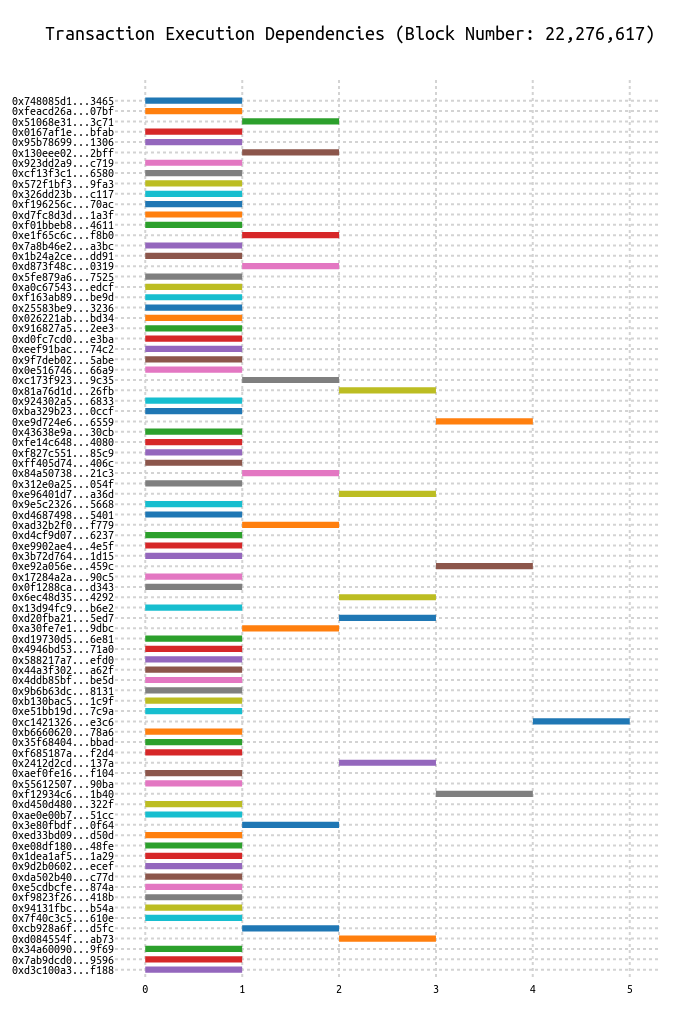 Transaction Execution Dependencies (Block Number: 22,276,617)
0x748085d1...3465
0xfeacd26a...07bf
0x51068e31...3c71
0x0167af1e...bfab
0x95b78699...1306
0x130eee02...2bff
0x923dd2a9...c719
0xcf13f3c1...6580
0x572f1bf3...9fa3
0x326dd23b...c117
0xf196256c...70ac
0xd7fc8d3d...1a3f
0xf01bbeb8...4611
0xe1f65c6c...f8b0
0x7a8b46e2...a3bc
0x1b24a2ce...dd91
0xd873f48c...0319
0x5fe879a6...7525
0xa0c67543...edcf
0xf163ab89...be9d
0x25583be9...3236
0x026221ab...bd34
0x916827a5...2ee3
0xd0fc7cd0...e3ba
0xeef91bac...74c2
0x9f7deb02...5abe
0x0e516746...66a9
0xc173f923...9c35
0x81a76d1d...26fb
0x924302a5...6833
0xba329b23...0ccf
0xe9d724e6...6559
0x43638e9a...30cb
0xfe14c648...4080
0xf827c551...85c9
0xff405d74...406c
0x84a50738...21c3
0x312e0a25...054f
0xe96401d7...a36d
0x9e5c2326...5668
0xd4687498...5401
0xad32b2f0...f779
0xd4cf9d07...6237
0xe9902ae4...4e5f
0x3b72d764...1d15
0xe92a056e...459c
0x17284a2a...90c5
0x0f1288ca...d343
0x6ec48d35...4292
0x13d94fc9...b6e2
0xd20fba21...5ed7
0xa30fe7e1...9dbc
0xd19730d5...6e81
0x4946bd53...71a0
0x588217a7...efd0
0x44a3f302...a62f
0x4ddb85bf...be5d
0x9b6b63dc...8131
0xb130bac5...1c9f
0xe51bb19d...7c9a
0xc1421326...e3c6
0xb6660620...78a6
0x35f68404...bbad
0xf685187a...f2d4
0x2412d2cd...137a
0xaef0fe16...f104
0x55612507...90ba
0xf12934c6...1b40
0xd450d480...322f
0xae0e00b7...51cc
0x3e80fbdf...0f64
0xed33bd09...d50d
0xe08df180...48fe
0x1dea1af5...1a29
0x9d2b0602...ecef
0xda502b40...c77d
0xe5cdbcfe...874a
0xf9823f26...418b
0x94131fbc...b54a
0x7f40c3c5...610e
0xcb928a6f...d5fc
0xd084554f...ab73
0x34a60090...9f69
0x7ab9dcd0...9596
0xd3c100a3...f188
0 1 2 3 4 5